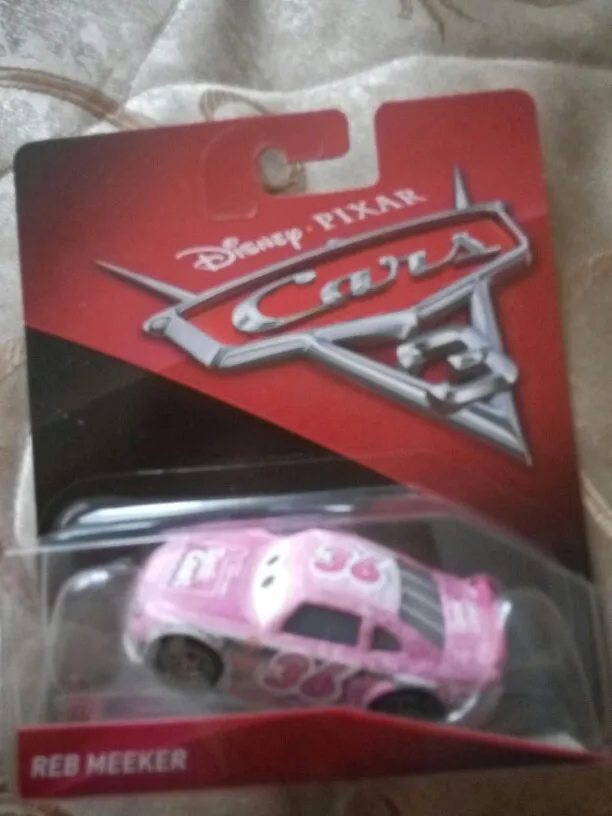 Disney·PIXAR
Cars
3
36
36
REB MEEKER